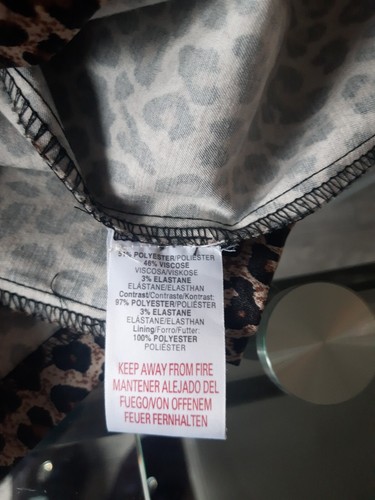 51% POLYESTER/POLIÉSTER
46% VISCOSE
VISCOSA/VISKOSE
3% ELASTANE
ELASTANE/ELASTHAN
Contrast/Contraste/Kontrast:
97% POLYESTER/POLIÉSTER
3% ELASTANE
ELÁSTANE/ELASTHAN
Lining/Forro/Futter:
100% POLYESTER
POLIÉSTER
KEEP AWAY FROM FIRE
MANTENER ALEJADO DEL
FUEGO/VON OFFENEM
FEUER FERNHALTEN